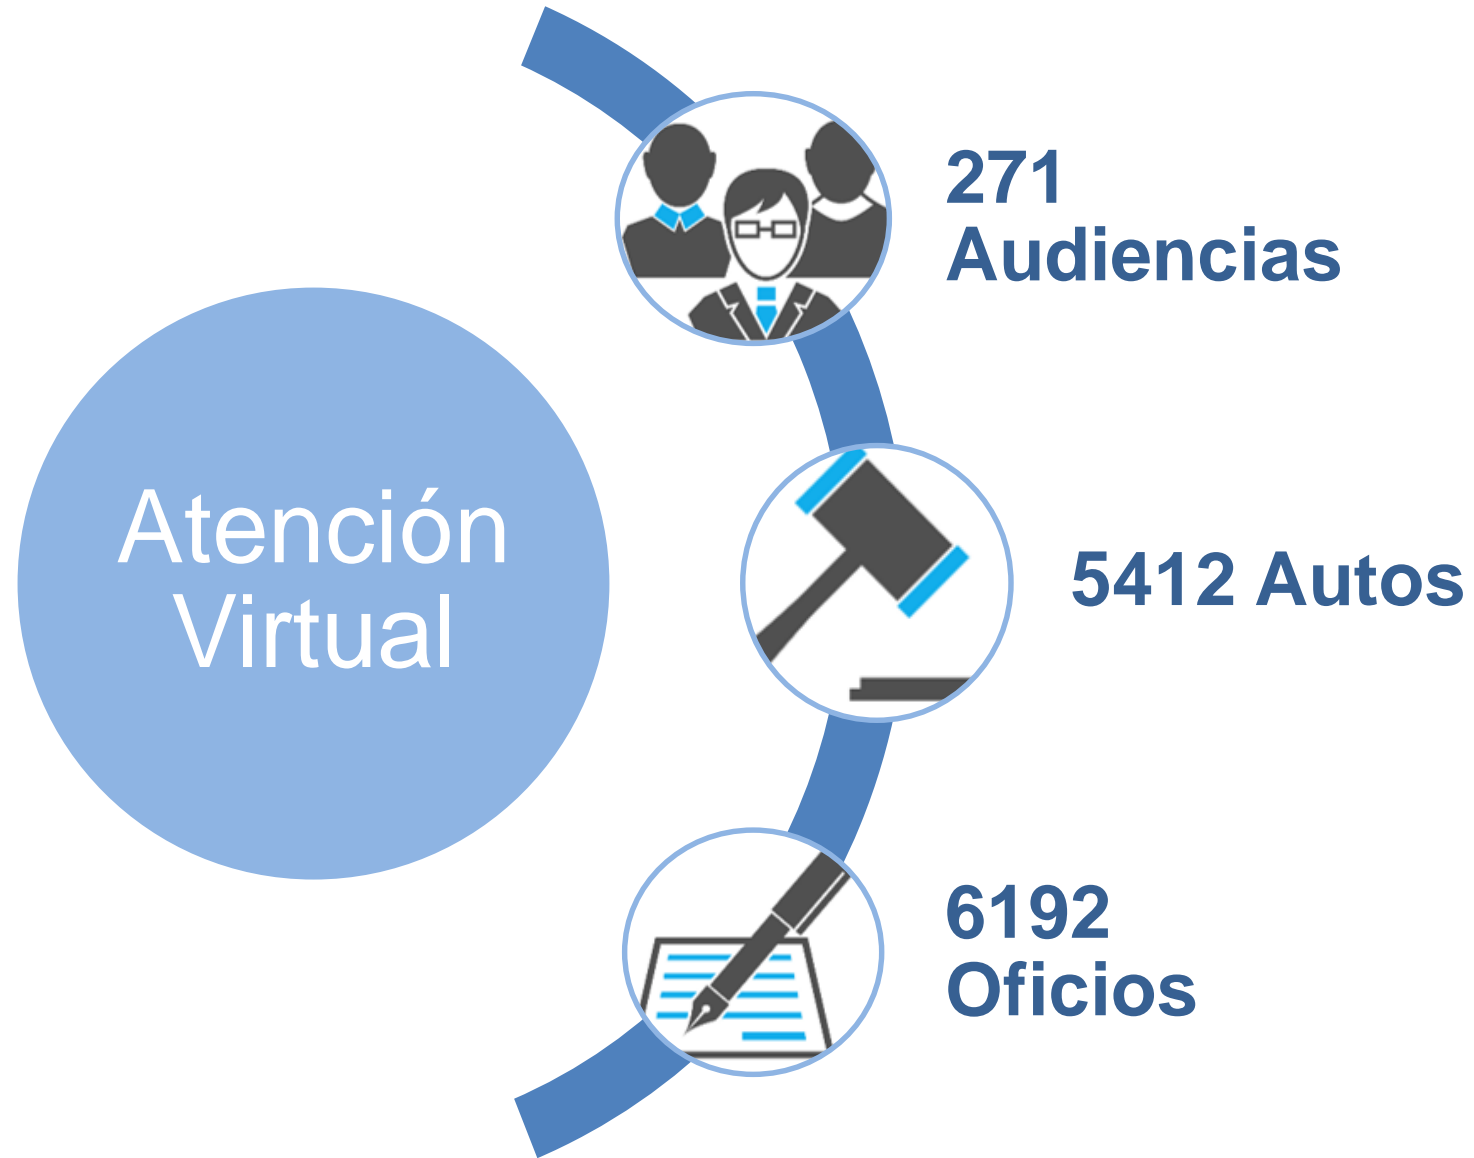 Atención
Virtual
271
Audiencias
5412 Autos
6192
Oficios